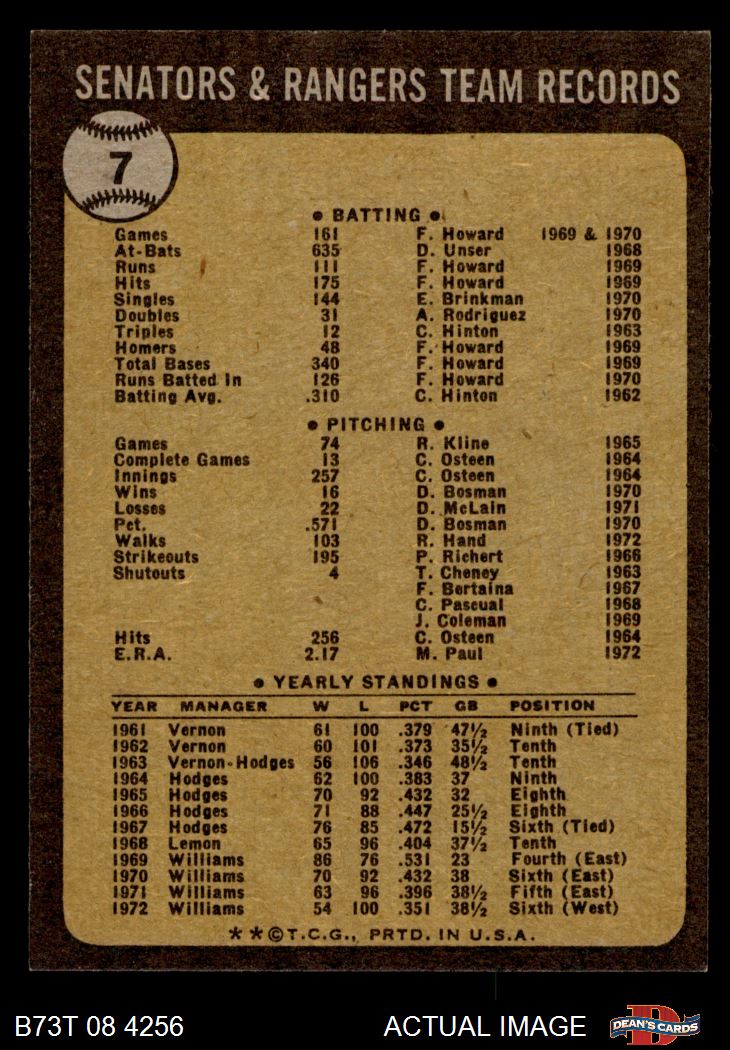 SENATORS & RANGERS TEAM RECORDS
7
• BATTING •
Games 161 F. Howard 1969 & 1970
At-Bats 635 D. Unser 1968
Runs 111 F. Howard 1969
Hits 175 F. Howard 1969
Singles 144 E. Brinkman 1970
Doubles 31 A. Rodriguez 1970
Triples 12 C. Hinton 1963
Homers 48 F. Howard 1969
Total Bases 340 F. Howard 1969
Runs Batted In 126 F. Howard 1970
Batting Avg. .310 C. Hinton 1962
• PITCHING •
Games 74 R. Kline 1965
Complete Games 13 C. Osteen 1964
Innings 257 C. Osteen 1964
Wins 16 D. Bosman 1970
Losses 22 D. McLain 1971
Pct. .571 D. Bosman 1970
Walks 103 R. Hand 1972
Strikeouts 195 P. Richert 1966
Shutouts 4 T. Cheney 1963
F. Bertaina 1967
C. Pascual 1968
J. Coleman 1969
Hits 256 C. Osteen 1964
E.R.A. 2.17 M. Paul 1972
• YEARLY STANDINGS •
YEAR MANAGER W L PCT GB POSITION
1961 Vernon 61 100 .379 47½ Ninth (Tied)
1962 Vernon 60 101 .373 35½ Tenth
1963 Vernon-Hodges 56 106 .346 48½ Tenth
1964 Hodges 62 100 .383 37 Ninth
1965 Hodges 70 92 .432 32 Eighth
1966 Hodges 71 88 .447 25½ Eighth
1967 Hodges 76 85 .472 15½ Sixth (Tied)
1968 Lemon 65 96 .404 37½ Tenth
1969 Williams 86 76 .531 23 Fourth (East)
1970 Williams 70 92 .432 38 Sixth (East)
1971 Williams 63 96 .396 38½ Fifth (East)
1972 Williams 54 100 .351 38½ Sixth (West)
* * © T.C.G., PRTD. IN U.S.A.
B73T 08 4256 ACTUAL IMAGE D DEAN'S CARDS